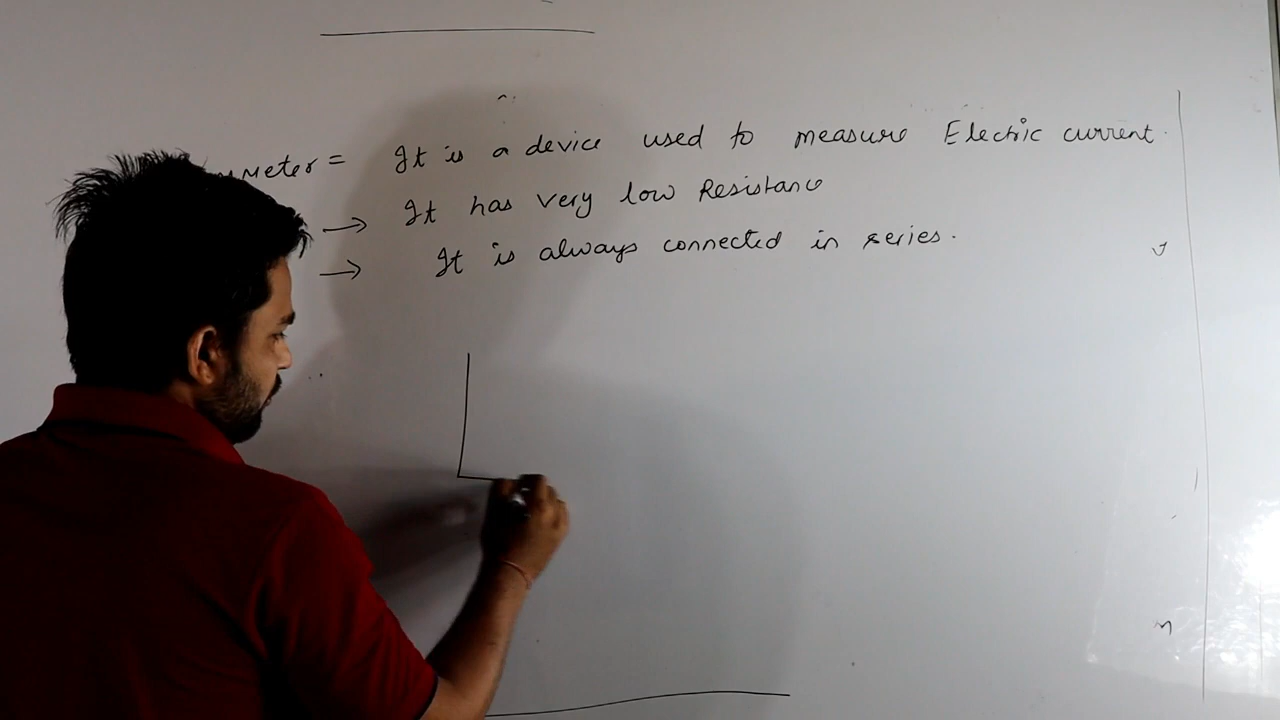 meter = It is a device used to measure Electric current.
→ It has very low Resistance
→ It is always connected in series.